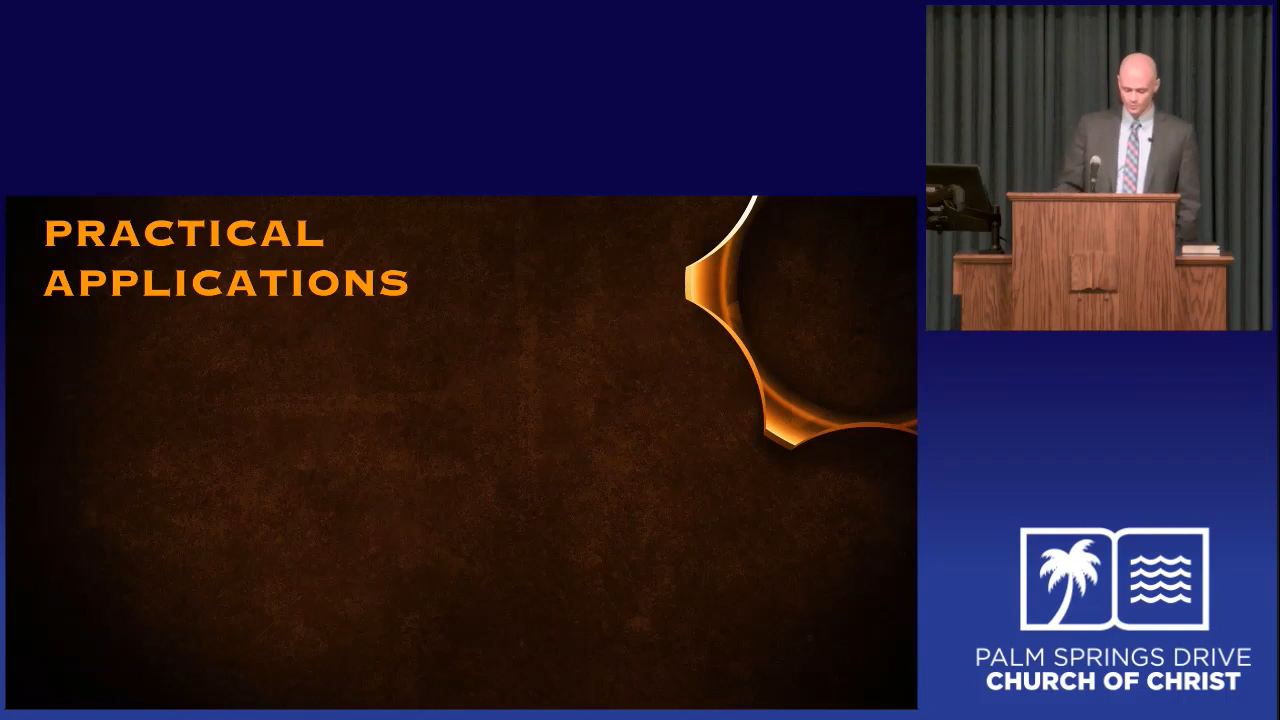 PRACTICAL
APPLICATIONS
PALM SPRINGS DRIVE
CHURCH OF CHRIST